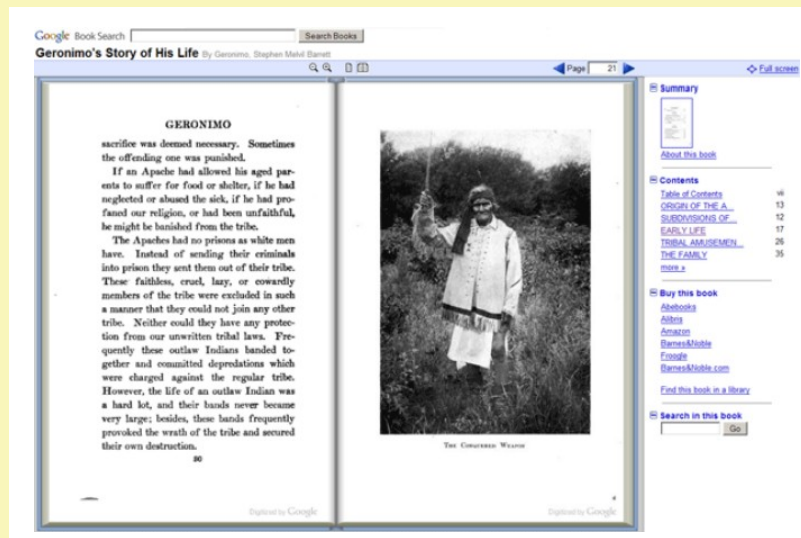 Google Book Search Search Books
Geronimo's Story of His Life By Geronimo, Stephen Melvil Barrett
Page 21 Full screen
GERONIMO
sacrifice was deemed necessary. Sometimes
the offending one was punished.
If an Apache had allowed his aged par-
ents to suffer for food or shelter, if he had
neglected or abused the sick, if he had pro-
faned our religion, or had been unfaithful,
he might be banished from the tribe.
The Apaches had no prisons as white men
have. Instead of sending their criminals
into prison they sent them out of their tribe.
These faithless, cruel, lazy, or cowardly
members of the tribe were excluded in such
a manner that they could not join any other
tribe. Neither could they have any protec-
tion from our unwritten tribal laws. Fre-
quently these outlaw Indians banded to-
gether and committed depredations which
were charged against the regular tribe.
However, the life of an outlaw Indian was
a hard lot, and their bands never became
very large; besides, these bands frequently
provoked the wrath of the tribe and secured
their own destruction.
Digitized by Google
THE CONQUERED WEAPON
Digitized by Google
Summary
About this book
Contents
Table of Contents vii
ORIGIN OF THE A... 13
SUBDIVISIONS OF... 12
EARLY LIFE 17
TRIBAL AMUSEMEN... 26
THE FAMILY 35
more »
Buy this book
Abebooks
Alibris
Amazon
Barnes&Noble
Froogle
Barnes&Noble.com
Find this book in a library
Search in this book
Go